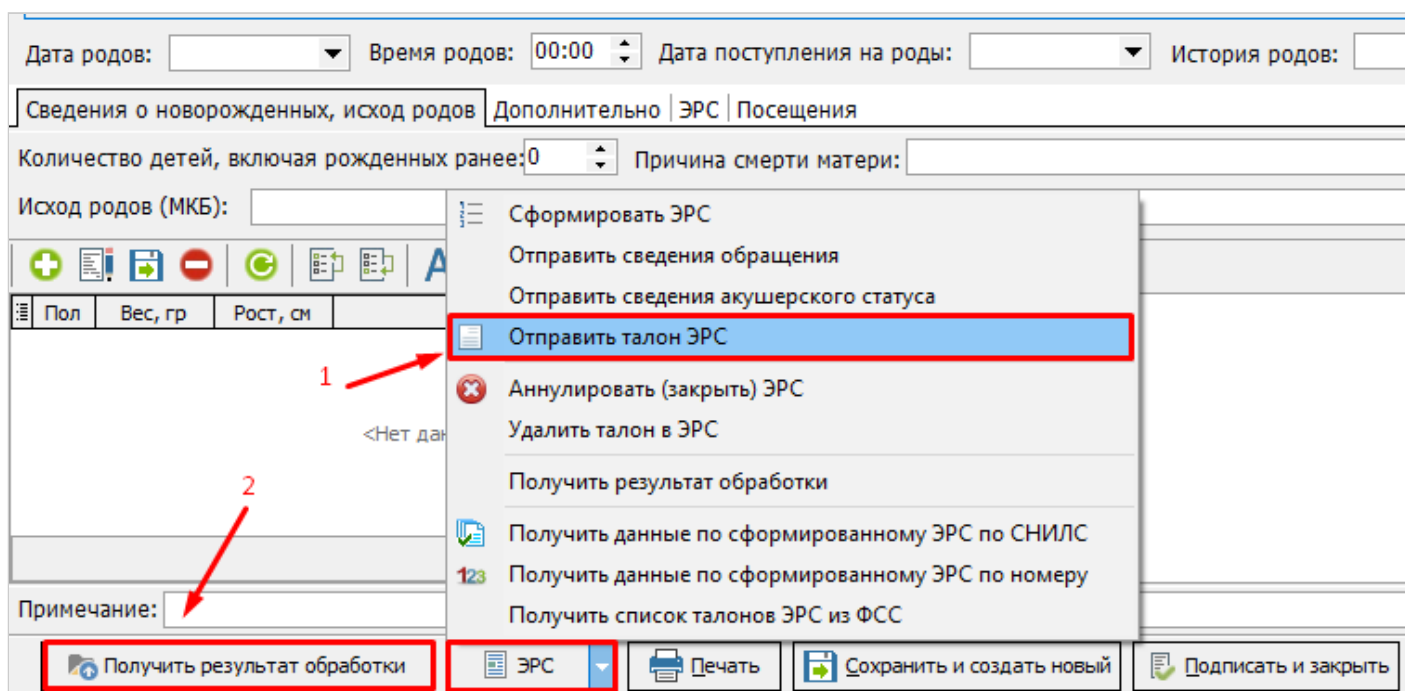 Дата родов: Время родов: 00:00 Дата поступления на роды: История родов:
Сведения о новорожденных, исход родов Дополнительно ЭРС Посещения
Количество детей, включая рожденных ранее: 0 Причина смерти матери:
Исход родов (МКБ):
Сформировать ЭРС
Отправить сведения обращения
Отправить сведения акушерского статуса
Пол Вес, гр Рост, см
Отправить талон ЭРС
1
Аннулировать (закрыть) ЭРС
<Нет дан
Удалить талон в ЭРС
2
Получить результат обработки
Получить данные по сформированному ЭРС по СНИЛС
123 Получить данные по сформированному ЭРС по номеру
Примечание:
Получить список талонов ЭРС из ФСС
Получить результат обработки ЭРС Печать Сохранить и создать новый Подписать и закрыть